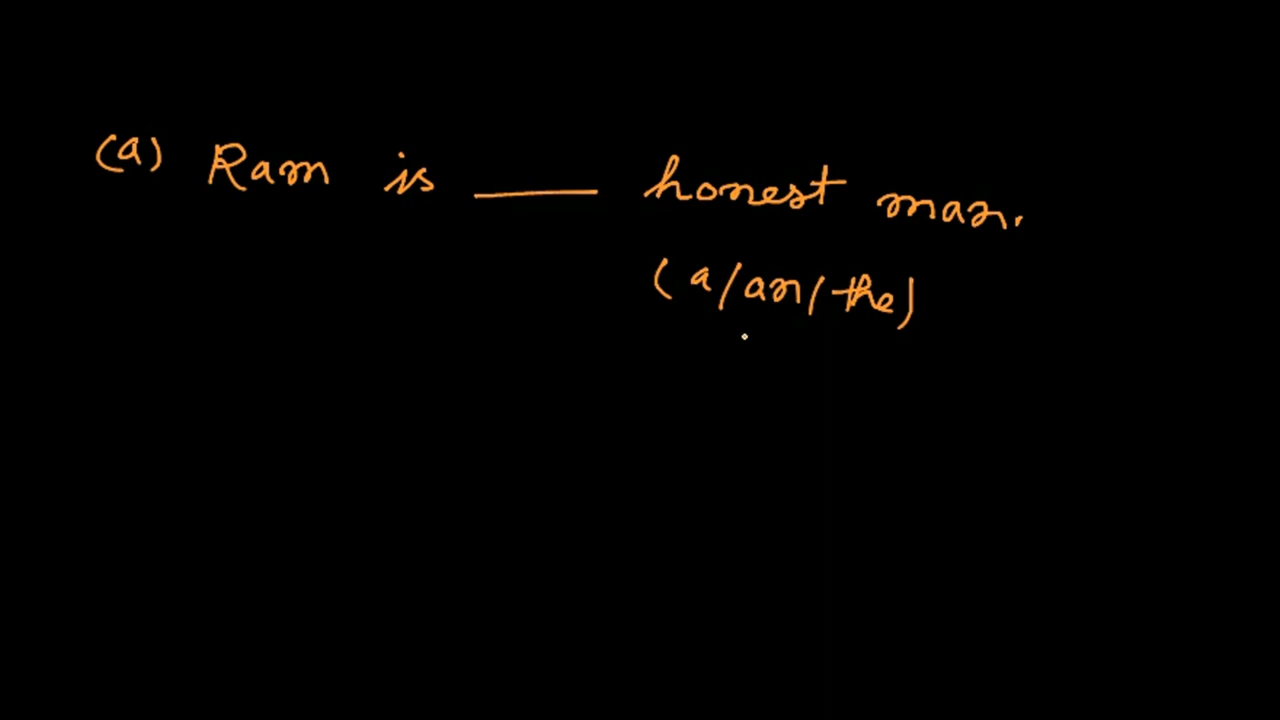 (a) Ram is ____ honest man.
(a/an/the)